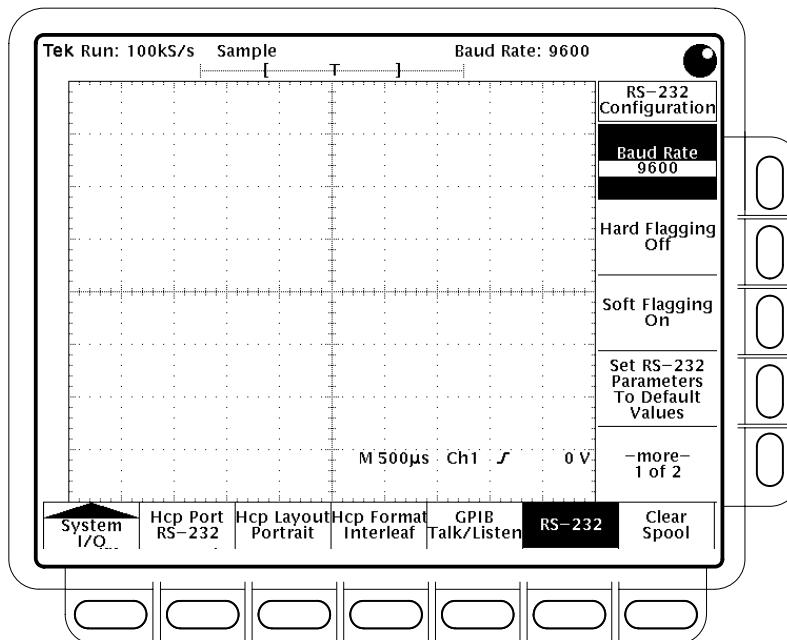 Tek Run: 100kS/s Sample Baud Rate: 9600
[ T ]
RS-232
Configuration
Baud Rate
9600
Hard Flagging
Off
Soft Flagging
On
Set RS-232
Parameters
To Default
Values
-more-
1 of 2
M 500µs Ch1 0 V
System
I/O
Hcp Port
RS-232
Hcp Layout
Portrait
Hcp Format
Interleaf
GPIB
Talk/Listen
RS-232
Clear
Spool